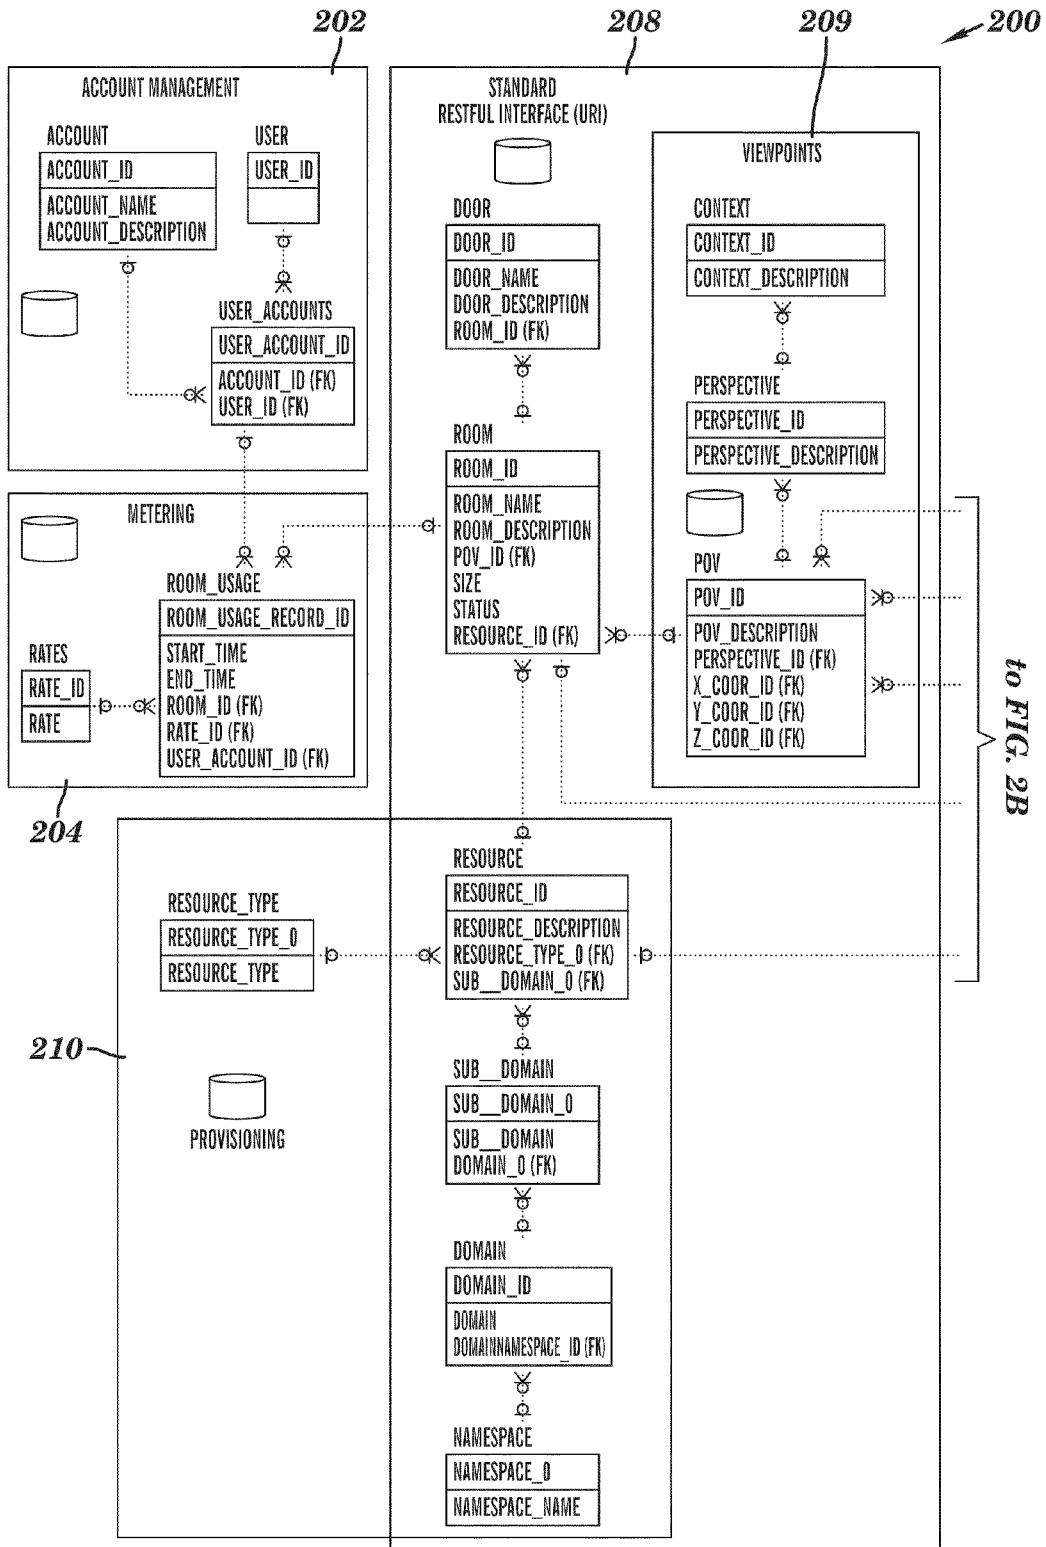 202
208
209
200
ACCOUNT MANAGEMENT
ACCOUNT
ACCOUNT_ID
ACCOUNT_NAME
ACCOUNT_DESCRIPTION
USER
USER_ID
USER_ACCOUNTS
USER_ACCOUNT_ID
ACCOUNT_ID (FK)
USER_ID (FK)
METERING
ROOM_USAGE
ROOM_USAGE_RECORD_ID
START_TIME
END_TIME
ROOM_ID (FK)
RATE_ID (FK)
USER_ACCOUNT_ID (FK)
RATES
RATE_ID
RATE
204
STANDARD
RESTFUL INTERFACE (URI)
DOOR
DOOR_ID
DOOR_NAME
DOOR_DESCRIPTION
ROOM_ID (FK)
ROOM
ROOM_ID
ROOM_NAME
ROOM_DESCRIPTION
POV_ID (FK)
SIZE
STATUS
RESOURCE_ID (FK)
VIEWPOINTS
CONTEXT
CONTEXT_ID
CONTEXT_DESCRIPTION
PERSPECTIVE
PERSPECTIVE_ID
PERSPECTIVE_DESCRIPTION
POV
POV_ID
POV_DESCRIPTION
PERSPECTIVE_ID (FK)
X_COOR_ID (FK)
Y_COOR_ID (FK)
Z_COOR_ID (FK)
to FIG. 2B
RESOURCE_TYPE
RESOURCE_TYPE_0
RESOURCE_TYPE
RESOURCE
RESOURCE_ID
RESOURCE_DESCRIPTION
RESOURCE_TYPE_0 (FK)
SUB__DOMAIN_0 (FK)
210
PROVISIONING
SUB__DOMAIN
SUB__DOMAIN_0
SUB__DOMAIN
DOMAIN_0 (FK)
DOMAIN
DOMAIN_ID
DOMAIN
DOMAINNAMESPACE_ID (FK)
NAMESPACE
NAMESPACE_0
NAMESPACE_NAME